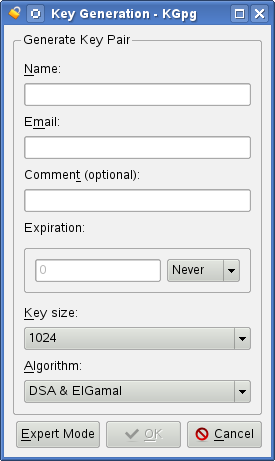 Key Generation - KGpg
Generate Key Pair
Name:
Email:
Comment (optional):
Expiration:
0 Never
Key size:
1024
Algorithm:
DSA & ElGamal
Expert Mode OK Cancel